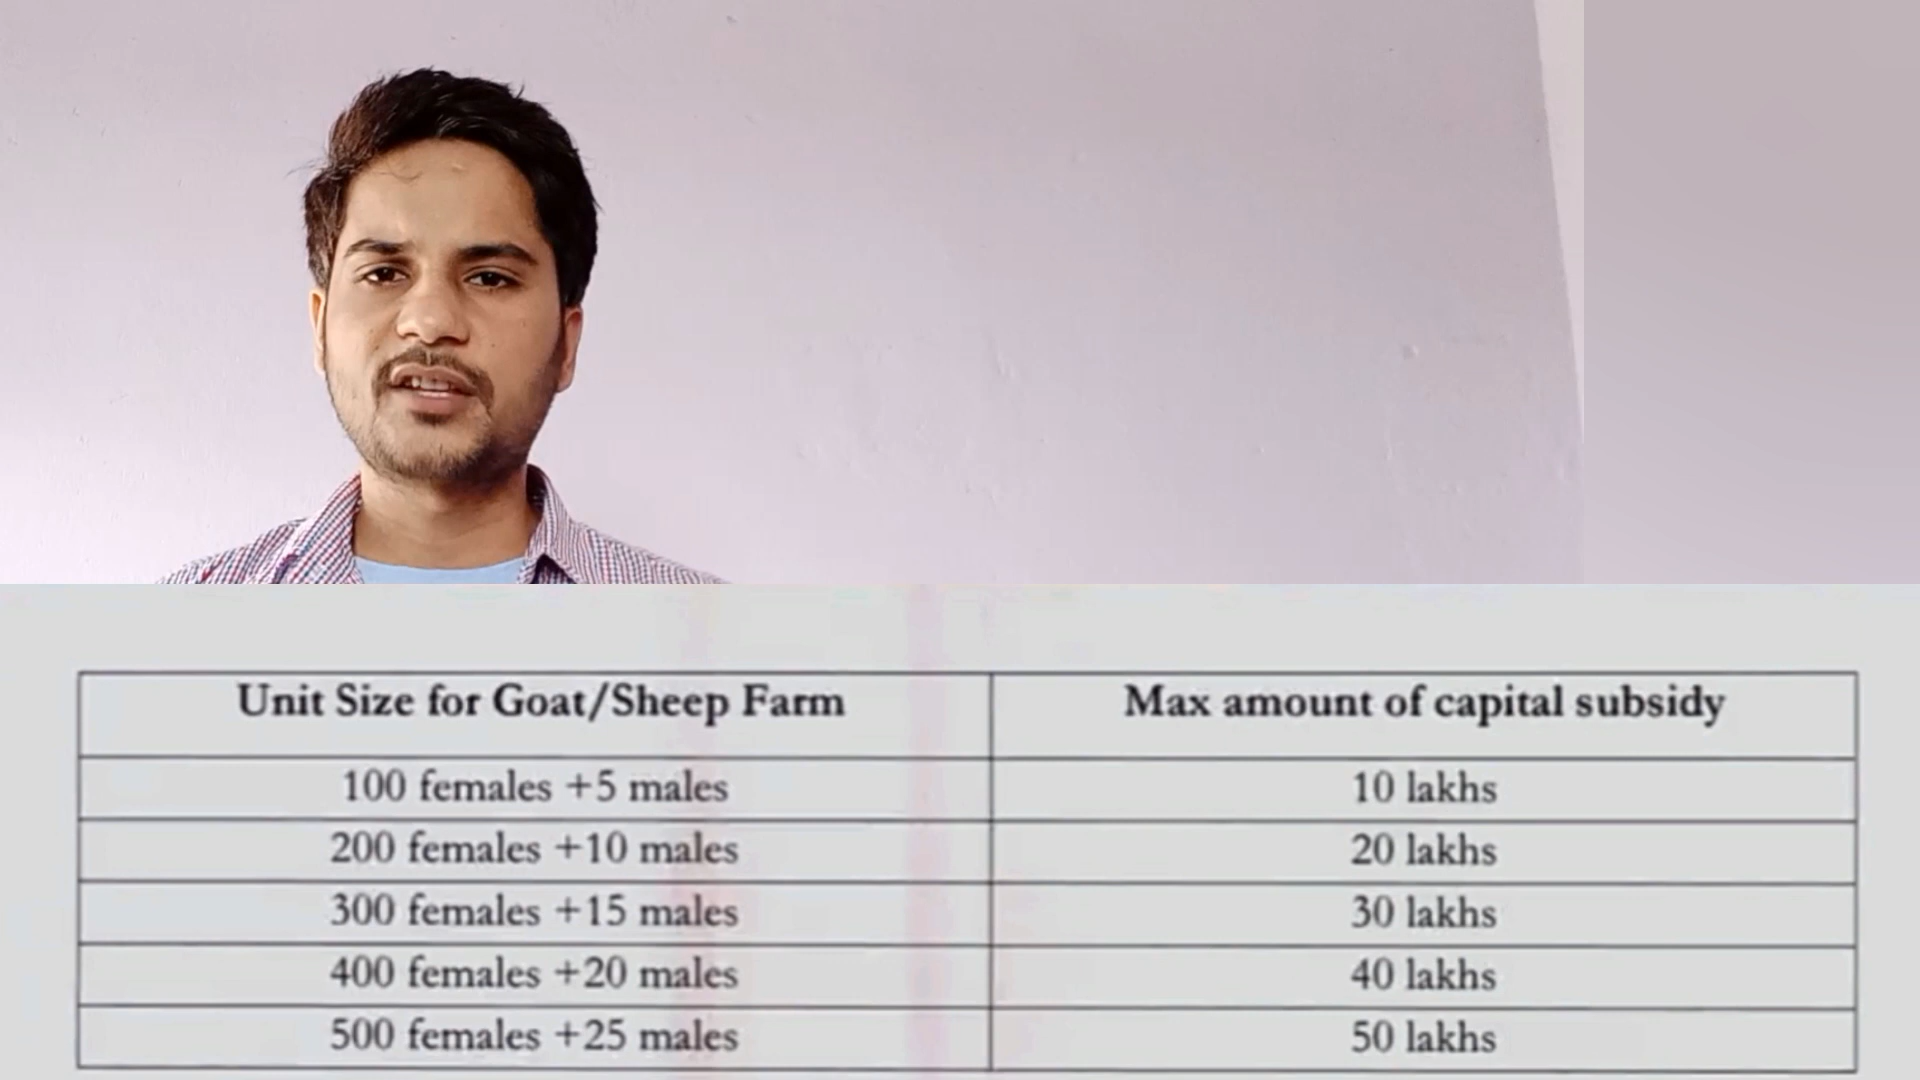 Unit Size for Goat/Sheep Farm Max amount of capital subsidy
100 females +5 males 10 lakhs
200 females +10 males 20 lakhs
300 females +15 males 30 lakhs
400 females +20 males 40 lakhs
500 females +25 males 50 lakhs